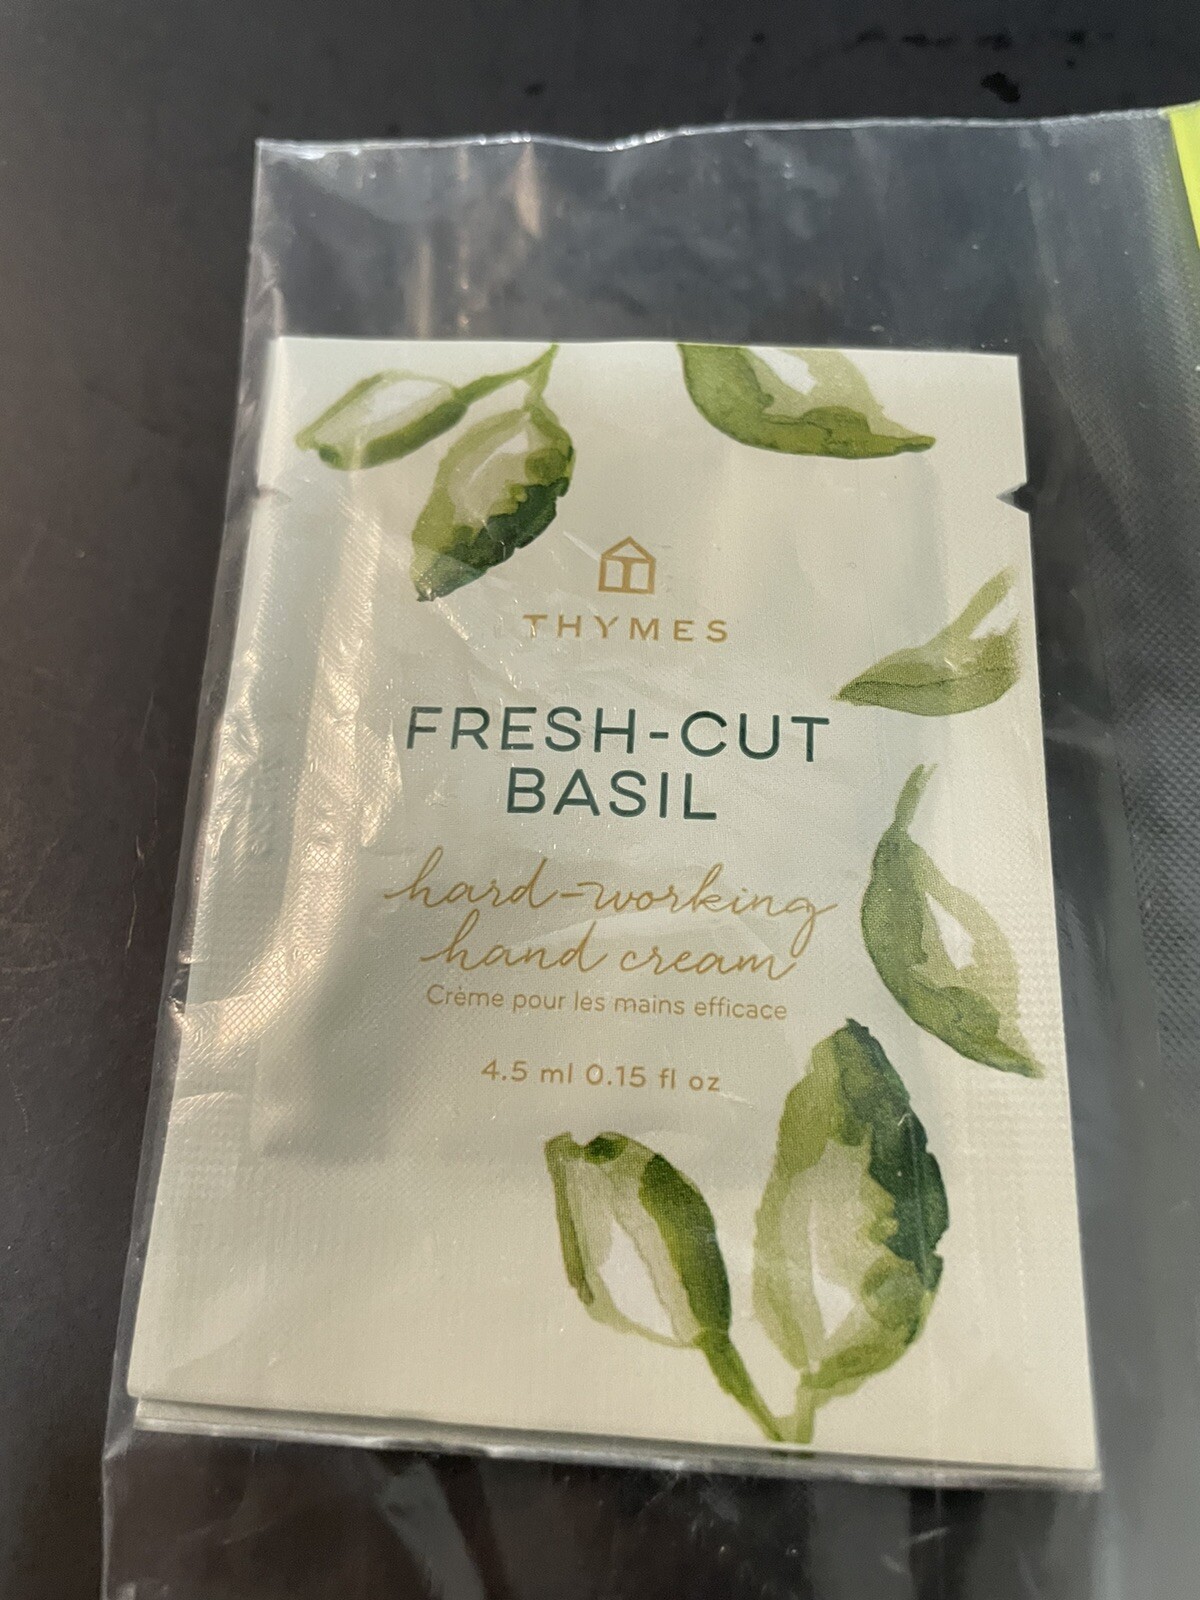 THYMES
FRESH-CUT
BASIL
hard-working
hand cream
Crème pour les mains efficace
4.5 ml 0.15 fl oz